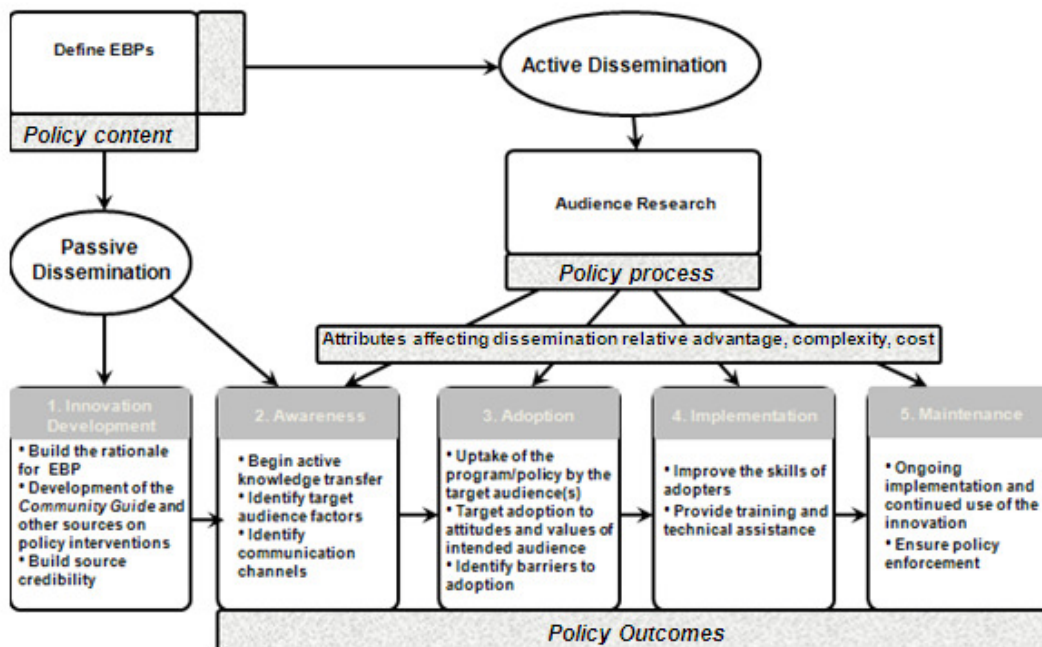 Define EBPs
Policy content
Active Dissemination
Audience Research
Policy process
Passive
Dissemination
Attributes affecting dissemination relative advantage, complexity, cost
1. Innovation
Development
• Build the rationale
for EBP
• Development of the
Community Guide and
other sources on
policy interventions
• Build source
credibility
2. Awareness
• Begin active
knowledge transfer
• Identify target
audience factors
• Identify
communication
channels
3. Adoption
• Uptake of the
program/policy by the
target audience(s)
• Target adoption to
attitudes and values of
intended audience
• Identify barriers to
adoption
4. Implementation
• Improve the skills of
adopters
• Provide training and
technical assistance
5. Maintenance
• Ongoing
implementation and
continued use of the
innovation
• Ensure policy
enforcement
Policy Outcomes